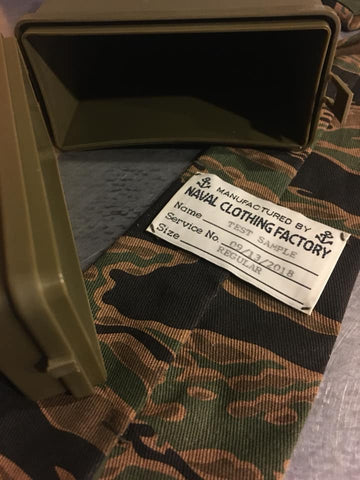 MANUFACTURED BY
NAVAL CLOTHING FACTORY
Name TEST SAMPLE
Service No. 09/13/2018
Size REGULAR